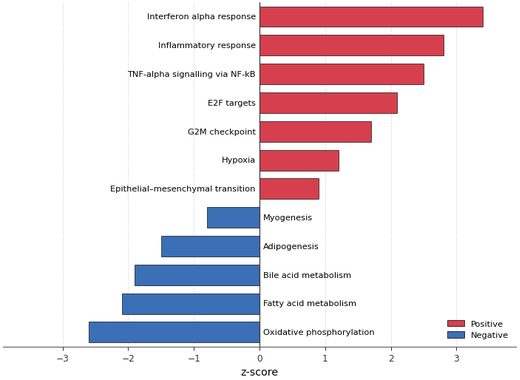 Interferon alpha response
Inflammatory response
TNF-alpha signalling via NF-kB
E2F targets
G2M checkpoint
Hypoxia
Epithelial–mesenchymal transition
Myogenesis
Adipogenesis
Bile acid metabolism
Fatty acid metabolism
Oxidative phosphorylation
Positive
Negative
−3 −2 −1 0 1 2 3
z-score